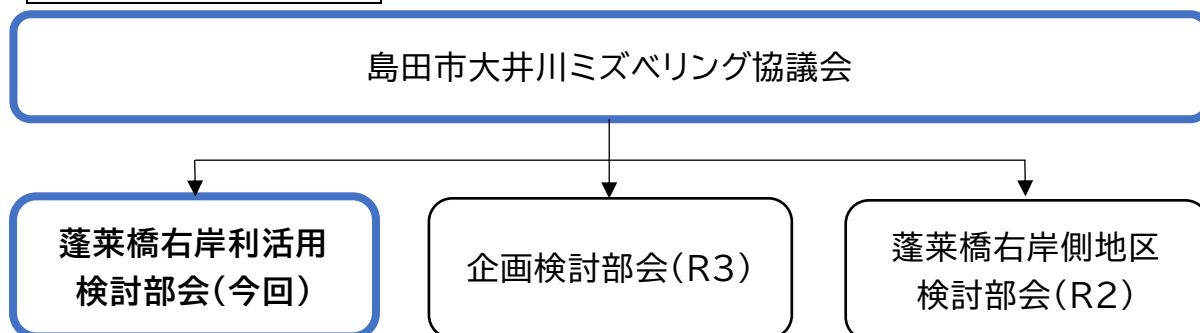 島田市大井川ミズベリング協議会
蓬莱橋右岸利活用
検討部会(今回)
企画検討部会(R3)
蓬莱橋右岸側地区
検討部会(R2)